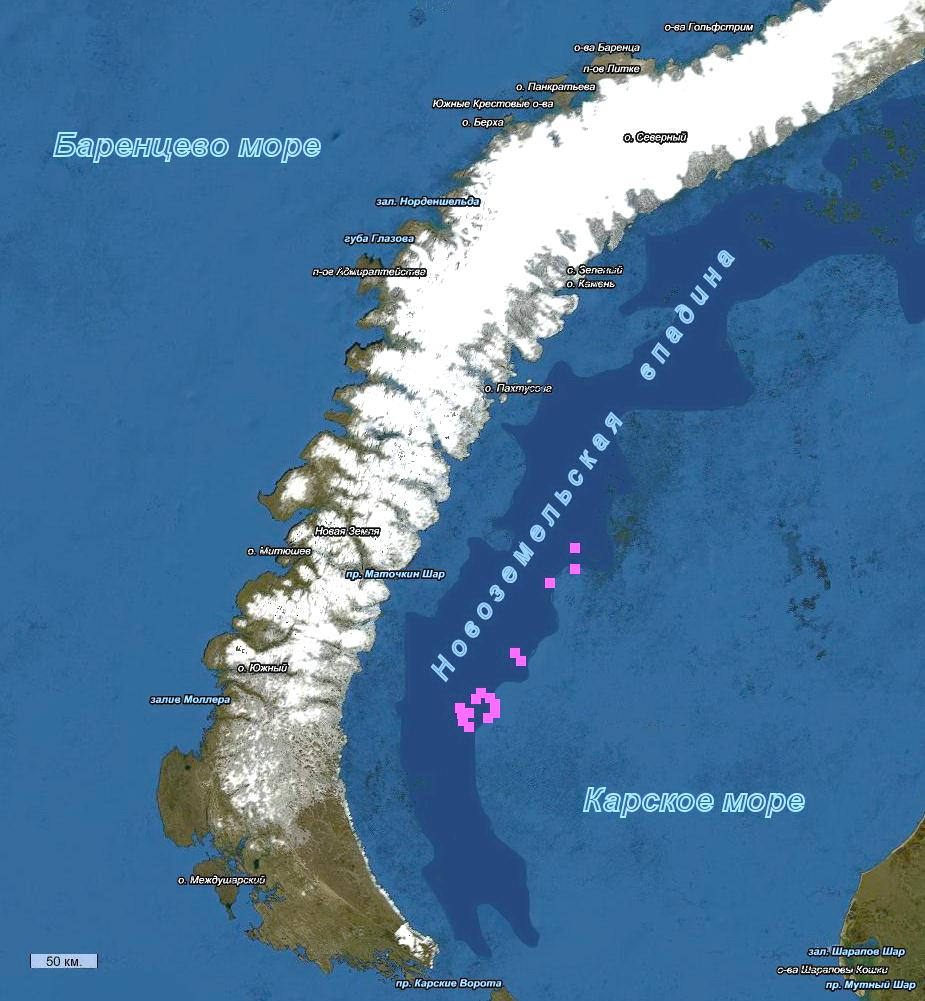 о-ва Гольфстрим
о-ва Баренца
п-ов Литке
о. Панкратьева
Южные Крестовые о-ва
о. Берха
о. Северный
Баренцево море
зал. Норденшельда
губа Глазова
п-ов Адмиралтейства
о. Зеленый
о. Камень
Новоземельская впадина
о. Пахтусова
Новая Земля
о. Митюшев
пр. Маточкин Шар
о. Южный
залив Моллера
Карское море
о. Междушарский
зал. Шарапов Шар
50 км.
о-ва Шараповы Кошки
пр. Карские Ворота
пр. Мутный Шар